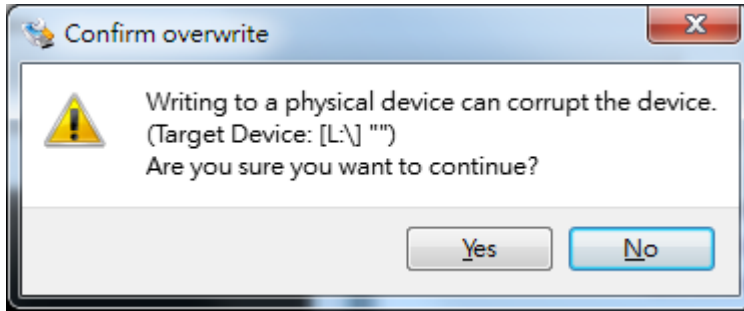 Confirm overwrite
Writing to a physical device can corrupt the device.
(Target Device: [L:\] "")
Are you sure you want to continue?
Yes
No